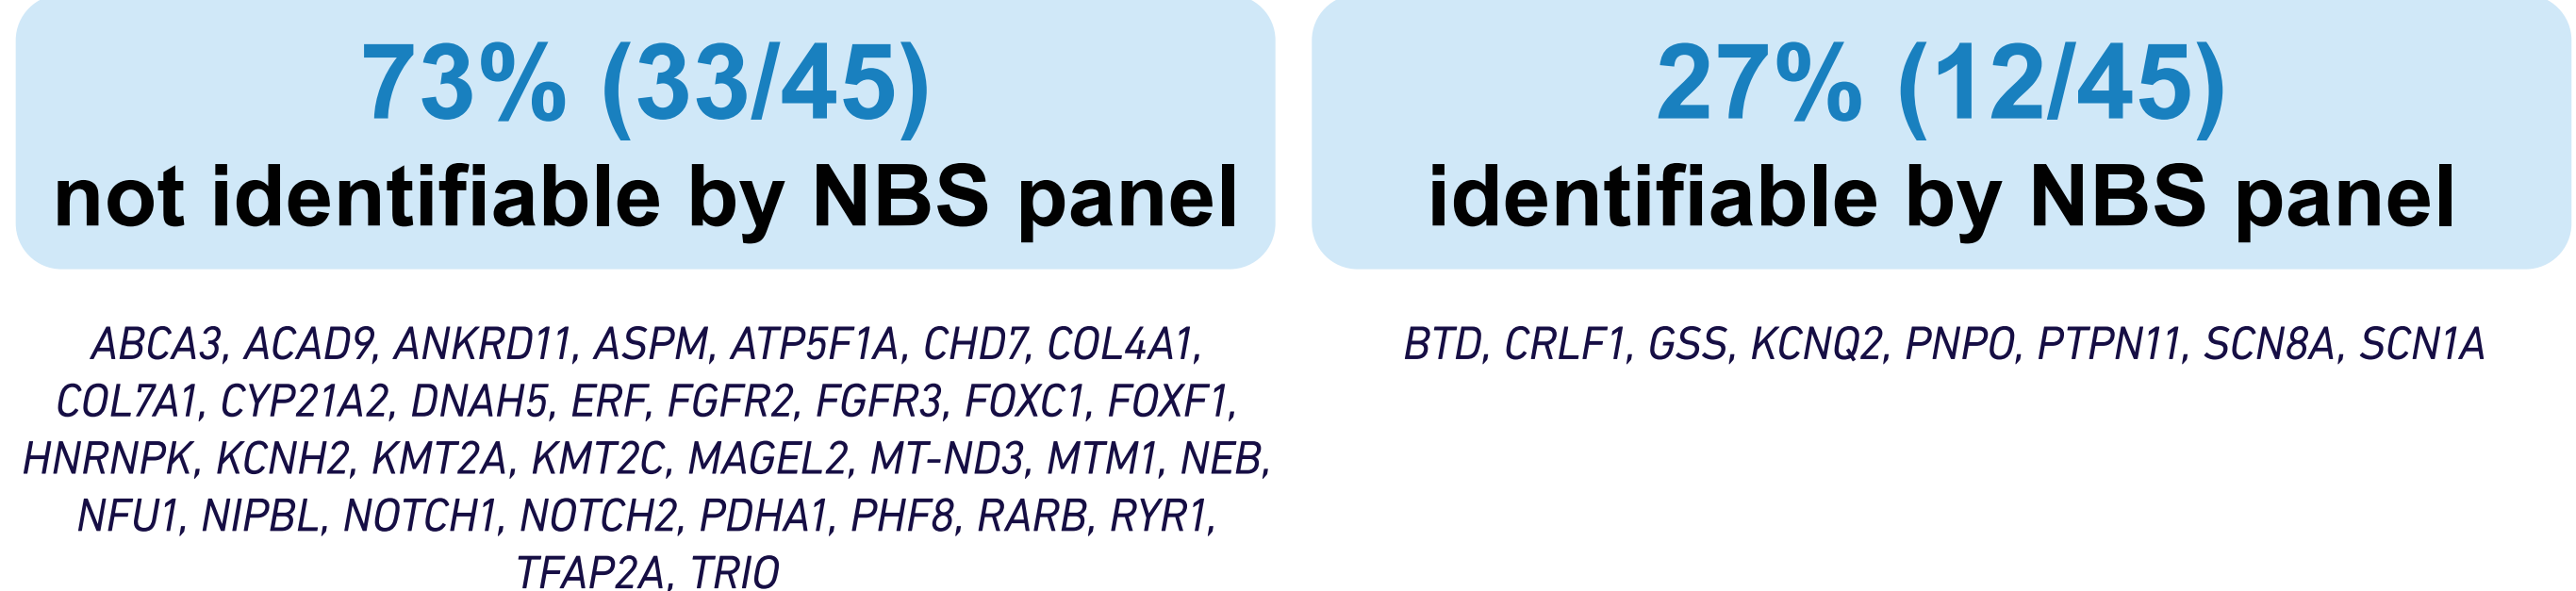 73% (33/45)
not identifiable by NBS panel
ABCA3, ACAD9, ANKRD11, ASPM, ATP5F1A, CHD7, COL4A1,
COL7A1, CYP21A2, DNAH5, ERF, FGFR2, FGFR3, FOXC1, FOXF1,
HNRNPK, KCNH2, KMT2A, KMT2C, MAGEL2, MT-ND3, MTM1, NEB,
NFU1, NIPBL, NOTCH1, NOTCH2, PDHA1, PHF8, RARB, RYR1,
TFAP2A, TRIO
27% (12/45)
identifiable by NBS panel
BTD, CRLF1, GSS, KCNQ2, PNPO, PTPN11, SCN8A, SCN1A